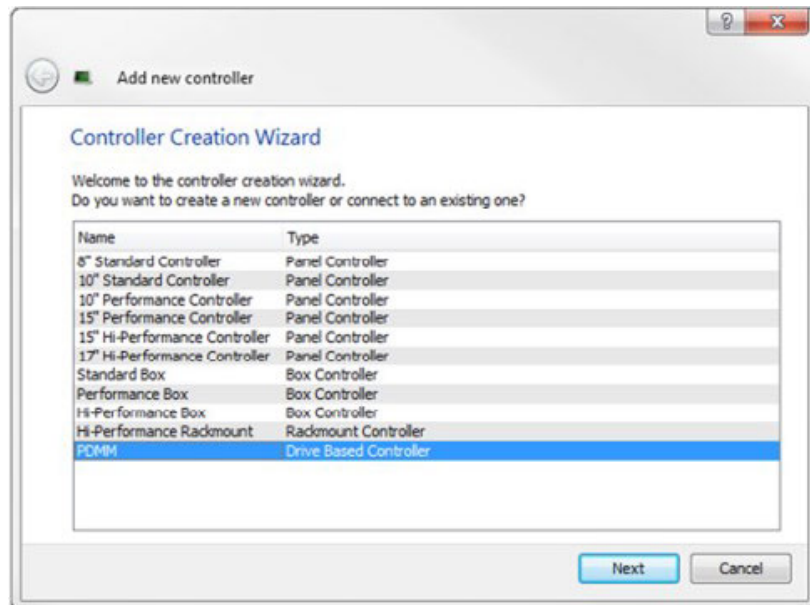 Add new controller
Controller Creation Wizard
Welcome to the controller creation wizard.
Do you want to create a new controller or connect to an existing one?
Name Type
8" Standard Controller Panel Controller
10" Standard Controller Panel Controller
10" Performance Controller Panel Controller
15" Performance Controller Panel Controller
15" Hi-Performance Controller Panel Controller
17" Hi-Performance Controller Panel Controller
Standard Box Box Controller
Performance Box Box Controller
Hi-Performance Box Box Controller
Hi-Performance Rackmount Rackmount Controller
PDMM Drive Based Controller
Next Cancel